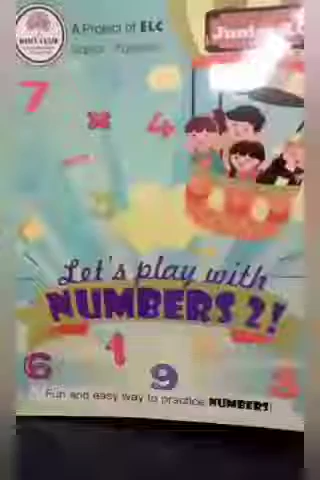 A Project of ELC
Junior
7
4
Let's play with
NUMBERS 2!
6 1 9 3
Fun and easy way to practice NUMBERS!